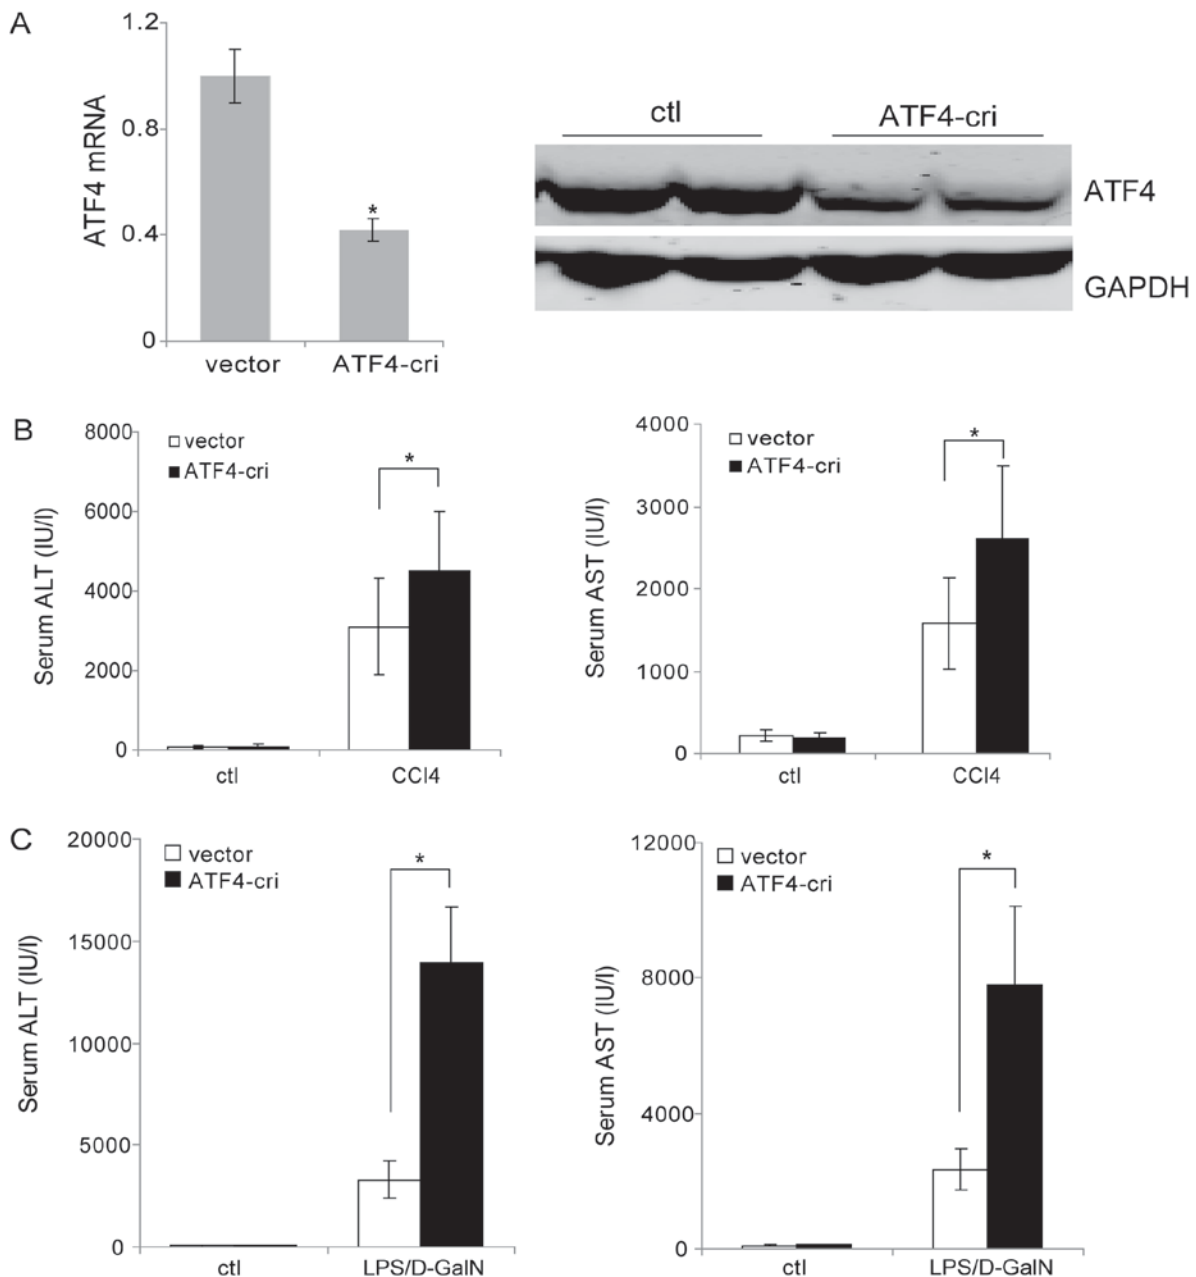 A
ATF4 mRNA
1.2
0.8
0.4
0
*
vector
ATF4-cri
ctl
ATF4-cri
ATF4
GAPDH
B
Serum ALT (IU/l)
8000
6000
4000
2000
0
vector
ATF4-cri
*
ctl
CCl4
Serum AST (IU/l)
4000
3000
2000
1000
0
vector
ATF4-cri
*
ctl
CCl4
C
Serum ALT (IU/l)
20000
15000
10000
5000
0
vector
ATF4-cri
*
ctl
LPS/D-GalN
Serum AST (IU/l)
12000
8000
4000
0
vector
ATF4-cri
*
ctl
LPS/D-GalN